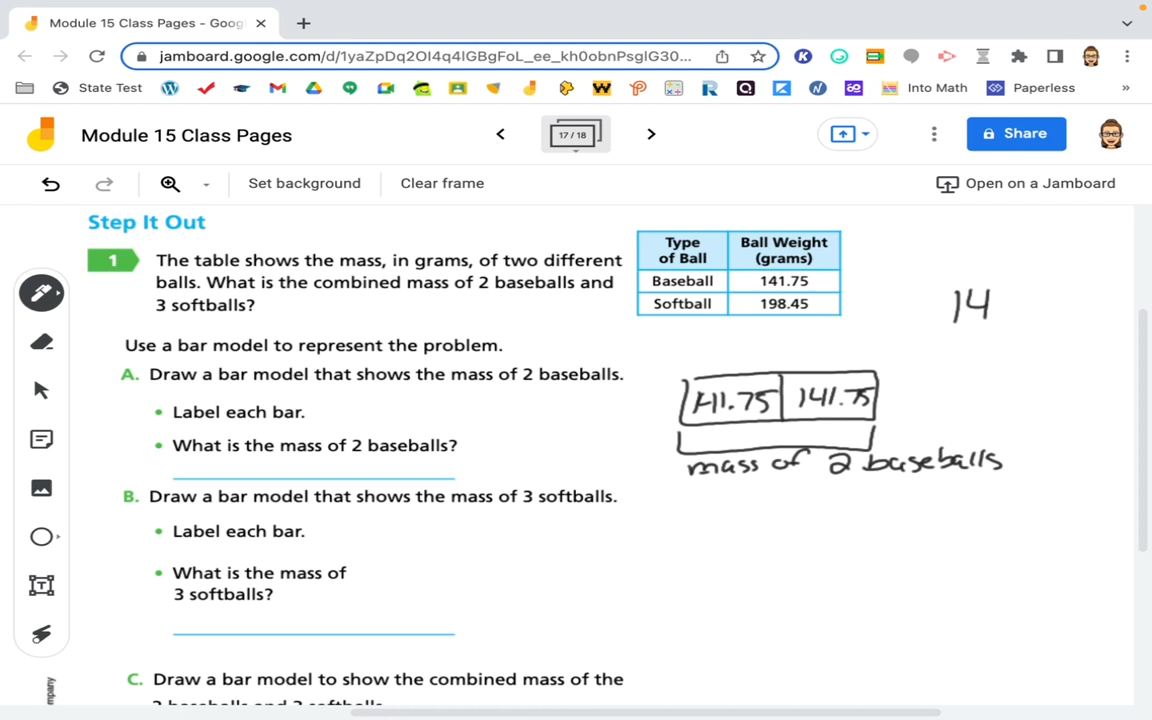 Module 15 Class Pages - Goog
jamboard.google.com/d/1yaZpDq2OI4q4lGBgFoL_ee_kh0obnPsglG30...
State Test
Into Math
Paperless
Module 15 Class Pages
17 / 18
Share
Set background
Clear frame
Open on a Jamboard
Step It Out
1 The table shows the mass, in grams, of two different
balls. What is the combined mass of 2 baseballs and
3 softballs?
Type of Ball
Ball Weight (grams)
Baseball 141.75
Softball 198.45
14
Use a bar model to represent the problem.
A. Draw a bar model that shows the mass of 2 baseballs.
• Label each bar.
• What is the mass of 2 baseballs?
141.75 141.75
mass of 2 baseballs
B. Draw a bar model that shows the mass of 3 softballs.
• Label each bar.
• What is the mass of
3 softballs?
C. Draw a bar model to show the combined mass of the